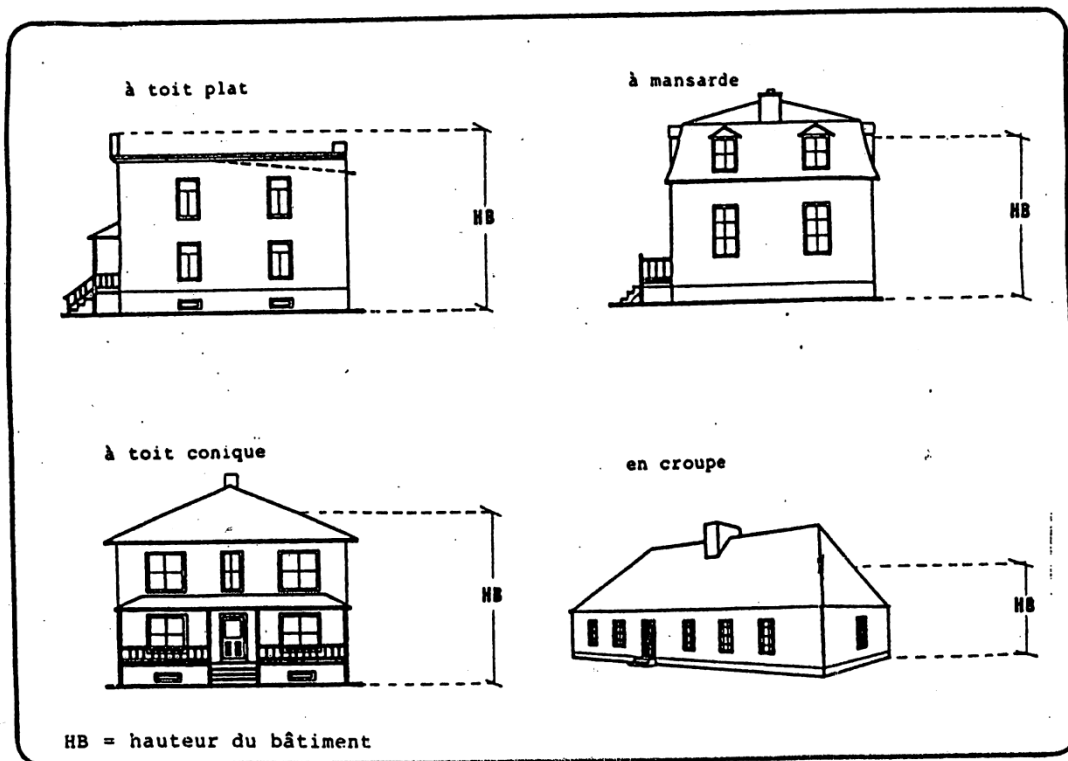 à toit plat
à mansarde
HB
HB
à toit conique
en croupe
HB
HB
HB = hauteur du bâtiment